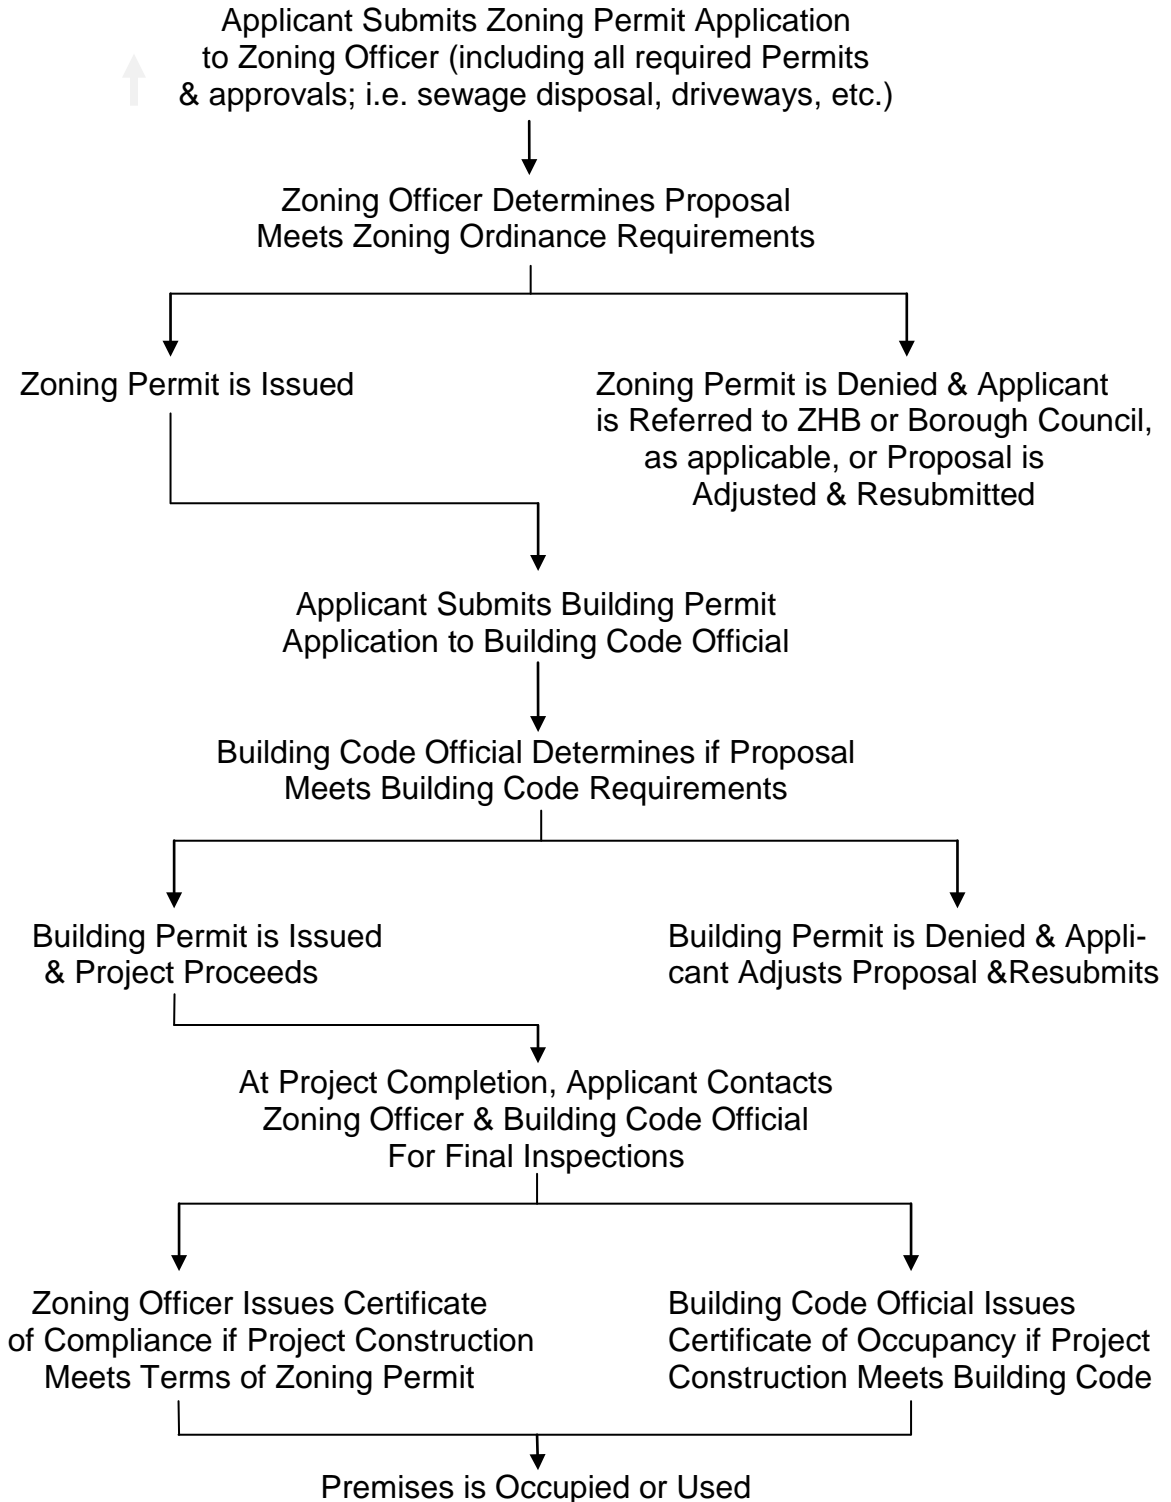 Applicant Submits Zoning Permit Application
to Zoning Officer (including all required Permits
& approvals; i.e. sewage disposal, driveways, etc.)
Zoning Officer Determines Proposal
Meets Zoning Ordinance Requirements
Zoning Permit is Issued
Zoning Permit is Denied & Applicant
is Referred to ZHB or Borough Council,
as applicable, or Proposal is
Adjusted & Resubmitted
Applicant Submits Building Permit
Application to Building Code Official
Building Code Official Determines if Proposal
Meets Building Code Requirements
Building Permit is Issued
& Project Proceeds
Building Permit is Denied & Appli-
cant Adjusts Proposal &Resubmits
At Project Completion, Applicant Contacts
Zoning Officer & Building Code Official
For Final Inspections
Zoning Officer Issues Certificate
of Compliance if Project Construction
Meets Terms of Zoning Permit
Building Code Official Issues
Certificate of Occupancy if Project
Construction Meets Building Code
Premises is Occupied or Used